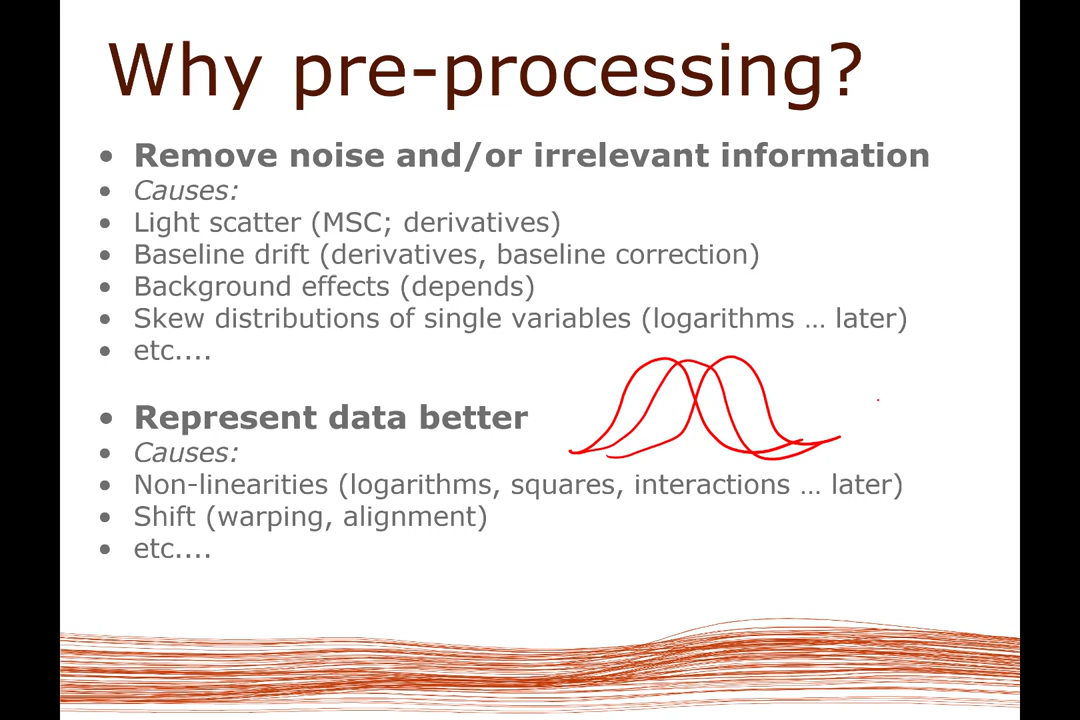 Why pre-processing?
• Remove noise and/or irrelevant information
• Causes:
• Light scatter (MSC; derivatives)
• Baseline drift (derivatives, baseline correction)
• Background effects (depends)
• Skew distributions of single variables (logarithms … later)
• etc....
• Represent data better
• Causes:
• Non-linearities (logarithms, squares, interactions … later)
• Shift (warping, alignment)
• etc....